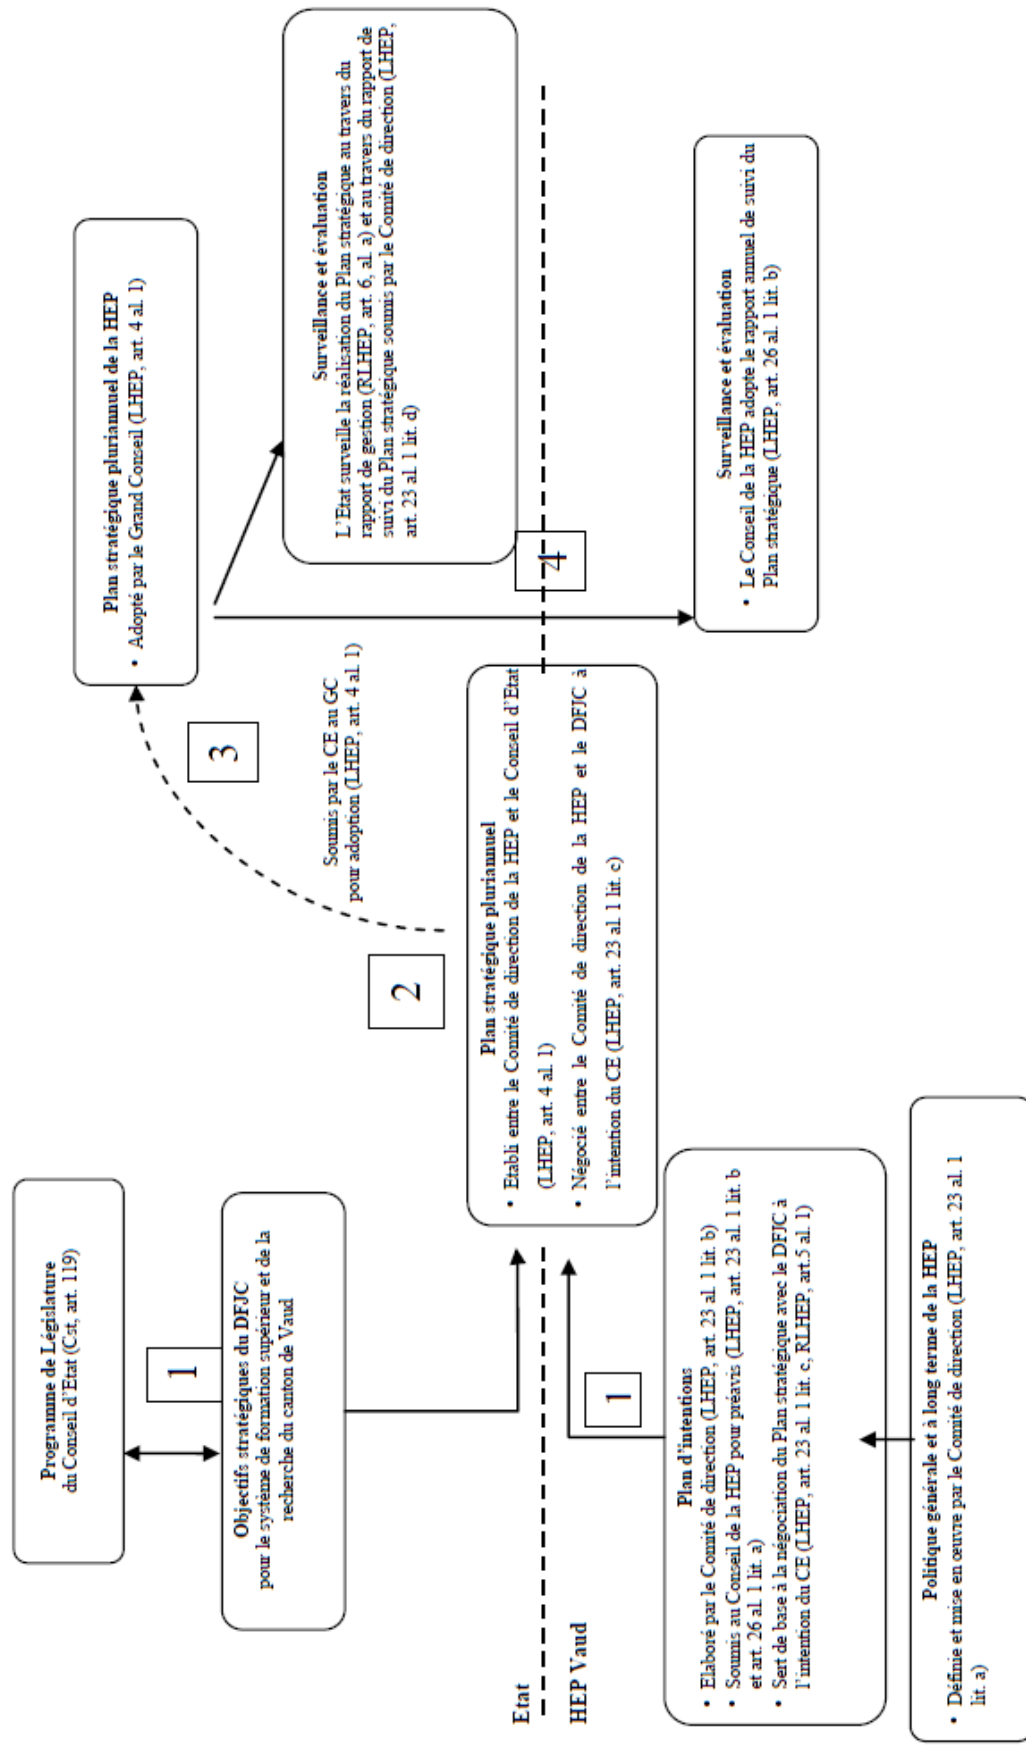 Programme de Législature
du Conseil d'Etat (Cst, art. 119)
1
Objectifs stratégiques du DFJC
pour le système de formation supérieur et de la
recherche du canton de Vaud
Etat
HEP Vaud
1
Plan d'intentions
• Elaboré par le Comité de direction (LHEP, art. 23 al. 1 lit. b)
• Soumis au Conseil de la HEP pour préavis (LHEP, art. 23 al. 1 lit. b
et art. 26 al. 1 lit. a)
• Sert de base à la négociation du Plan stratégique avec le DFJC à
l'intention du CE (LHEP, art. 23 al. 1 lit. c, RLHEP, art.5 al. 1)
Politique générale et à long terme de la HEP
• Définie et mise en œuvre par le Comité de direction (LHEP, art. 23 al. 1
lit. a)
Plan stratégique pluriannuel
• Etabli entre le Comité de direction de la HEP et le Conseil d'Etat
(LHEP, art. 4 al. 1)
• Négocié entre le Comité de direction de la HEP et le DFJC à
l'intention du CE (LHEP, art. 23 al. 1 lit. c)
2
Soumis par le CE au GC
pour adoption (LHEP, art. 4 al. 1)
3
Plan stratégique pluriannuel de la HEP
• Adopté par le Grand Conseil (LHEP, art. 4 al. 1)
Surveillance et évaluation
L'Etat surveille la réalisation du Plan stratégique au travers du
rapport de gestion (RLHEP, art. 6, al. a) et au travers du rapport de
suivi du Plan stratégique soumis par le Comité de direction (LHEP,
art. 23 al. 1 lit. d)
4
Surveillance et évaluation
• Le Conseil de la HEP adopte le rapport annuel de suivi du
Plan stratégique (LHEP, art. 26 al. 1 lit. b)